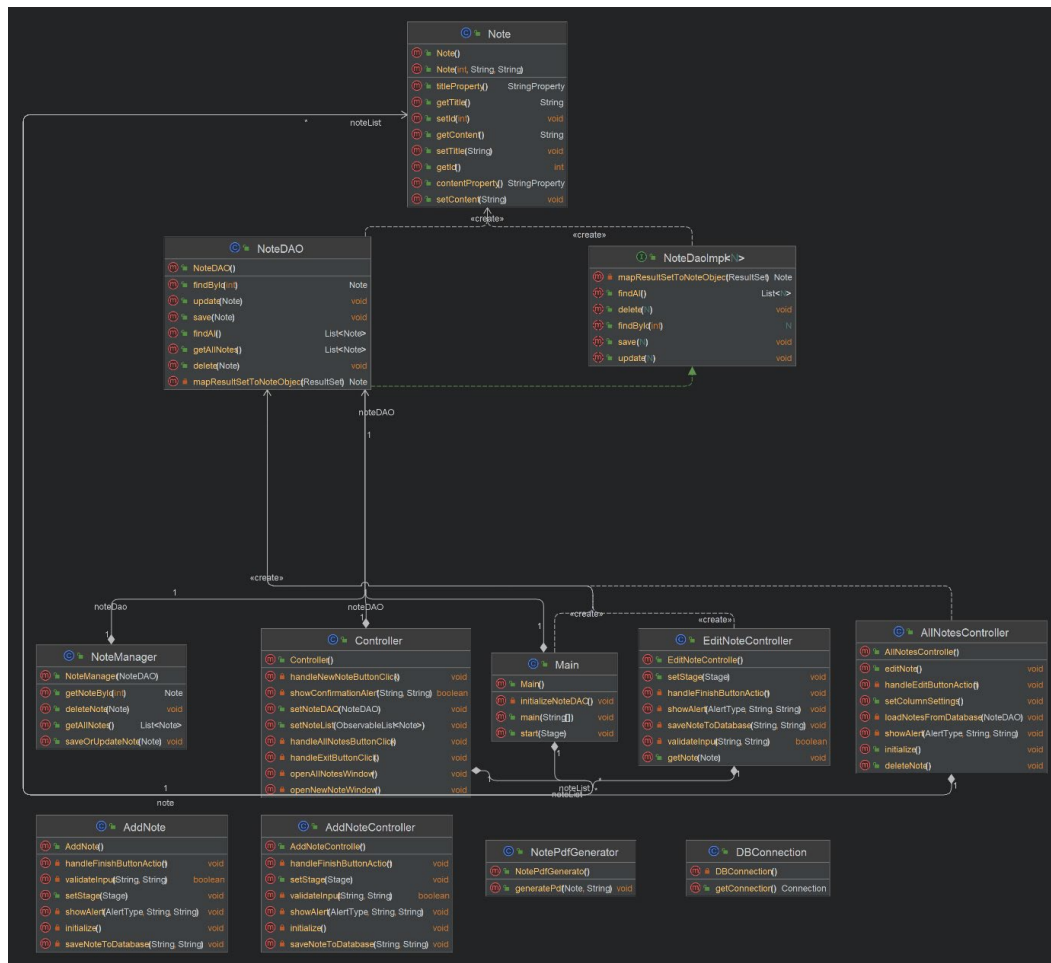 Note
Note()
Note(int, String, String)
titleProperty() StringProperty
getTitle() String
setId(int) void
getContent() String
setTitle(String) void
getId() int
contentProperty() StringProperty
setContent(String) void
* noteList
«create»
«create»
NoteDAO
NoteDAO()
findById(int) Note
update(Note) void
save(Note) void
findAll() List<Note>
getAllNotes() List<Note>
delete(Note) void
mapResultSetToNoteObject(ResultSet) Note
NoteDaoImpl<N>
mapResultSetToNoteObject(ResultSet) Note
findAll() List<N>
delete(N) void
findById(int) N
save(N) void
update(N) void
noteDAO
1
«create»
1
noteDao
noteDAO
1
1
1
«create»
«create»
NoteManager
NoteManager(NoteDAO)
getNoteById(int) Note
deleteNote(Note) void
getAllNotes() List<Note>
saveOrUpdateNote(Note) void
Controller
Controller()
handleNewNoteButtonClick() void
showConfirmationAlert(String, String) boolean
setNoteDAO(NoteDAO) void
setNoteList(ObservableList<Note>) void
handleAllNotesButtonClick() void
handleExitButtonClick() void
openAllNotesWindow() void
openNewNoteWindow() void
Main
Main()
initializeNoteDAO() void
main(String[]) void
start(Stage) void
EditNoteController
EditNoteController()
setStage(Stage) void
handleFinishButtonAction() void
showAlert(AlertType, String, String) void
saveNoteToDatabase(String, String) void
validateInput(String, String) boolean
getNote(Note) void
AllNotesController
AllNotesController()
editNote() void
handleEditButtonAction() void
setColumnSettings() void
loadNotesFromDatabase(NoteDAO) void
showAlert(AlertType, String, String) void
initialize() void
deleteNote() void
1
1
1
1
1
note
noteList *
noteList
AddNote
AddNote()
handleFinishButtonAction() void
validateInput(String, String) boolean
setStage(Stage) void
showAlert(AlertType, String, String) void
initialize() void
saveNoteToDatabase(String, String) void
AddNoteController
AddNoteController()
handleFinishButtonAction() void
setStage(Stage) void
validateInput(String, String) boolean
showAlert(AlertType, String, String) void
initialize() void
saveNoteToDatabase(String, String) void
NotePdfGenerator
NotePdfGenerator()
generatePdf(Note, String) void
DBConnection
DBConnection()
getConnection() Connection